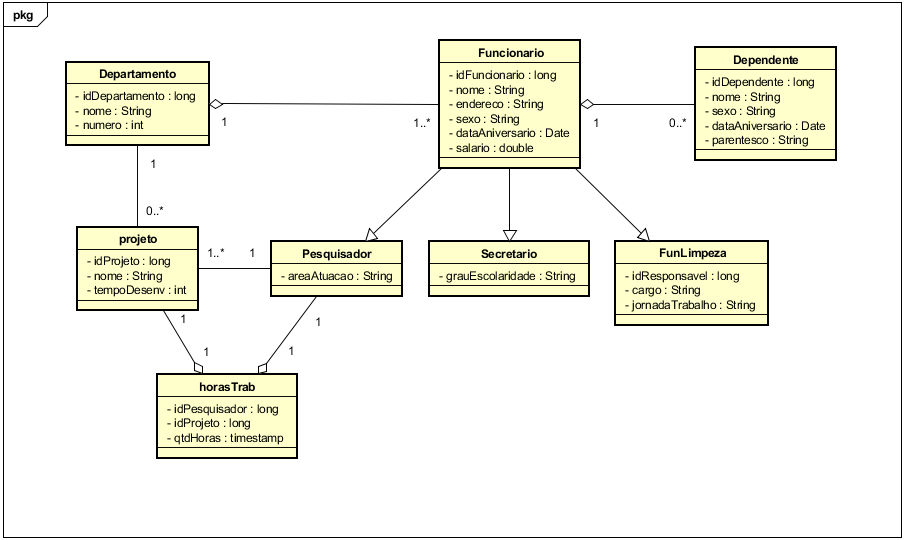 pkg
Departamento
- idDepartamento : long
- nome : String
- numero : int
Funcionario
- idFuncionario : long
- nome : String
- endereco : String
- sexo : String
- dataAniversario : Date
- salario : double
Dependente
- idDependente : long
- nome : String
- sexo : String
- dataAniversario : Date
- parentesco : String
1
1..*
1
0..*
1
0..*
projeto
- idProjeto : long
- nome : String
- tempoDesenv : int
1..*
1
Pesquisador
- areaAtuacao : String
Secretario
- grauEscolaridade : String
FunLimpeza
- idResponsavel : long
- cargo : String
- jornadaTrabalho : String
1
1
1
1
horasTrab
- idPesquisador : long
- idProjeto : long
- qtdHoras : timestamp